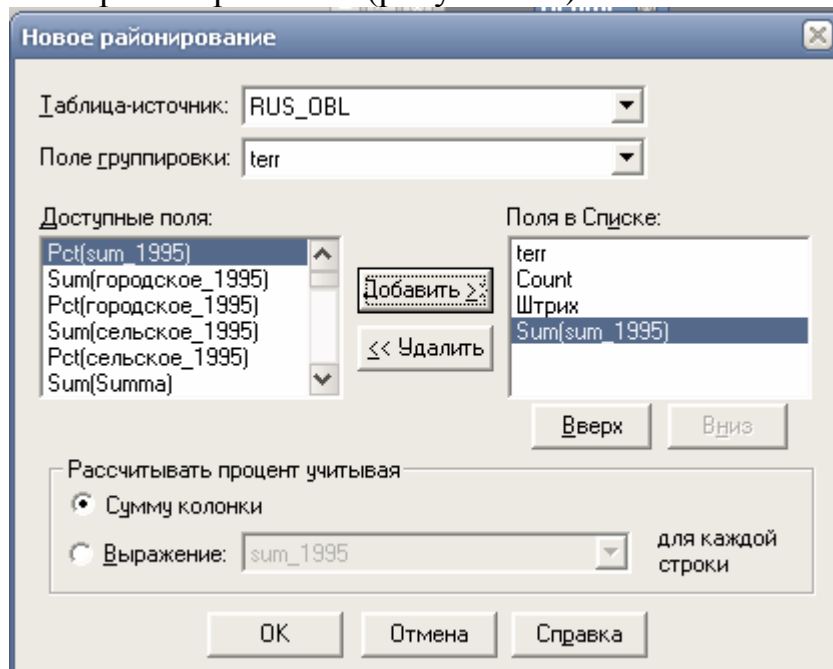 Новое районирование
Таблица-источник: RUS_OBL
Поле группировки: terr
Доступные поля:
Pct(sum_1995)
Sum(городское_1995)
Pct(городское_1995)
Sum(сельское_1995)
Pct(сельское_1995)
Sum(Summa)
Добавить >>
<< Удалить
Поля в Списке:
terr
Count
Штрих
Sum(sum_1995)
Вверх
Вниз
Рассчитывать процент учитывая
Сумму колонки
Выражение: sum_1995
для каждой
строки
OK
Отмена
Справка